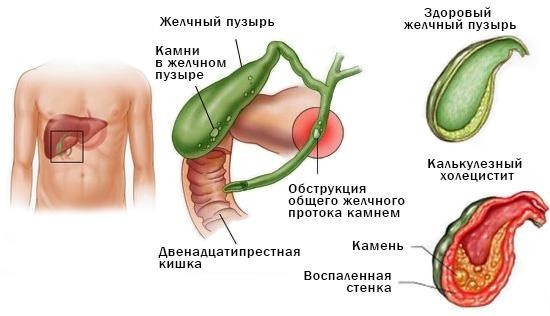 Желчный пузырь
Камни
в желчном
пузыре
Обструкция
общего желчного
протока камнем
Двенадцатипрестная
кишка
Здоровый
желчный пузырь
Калькулезный
холецистит
Камень
Воспаленная
стенка